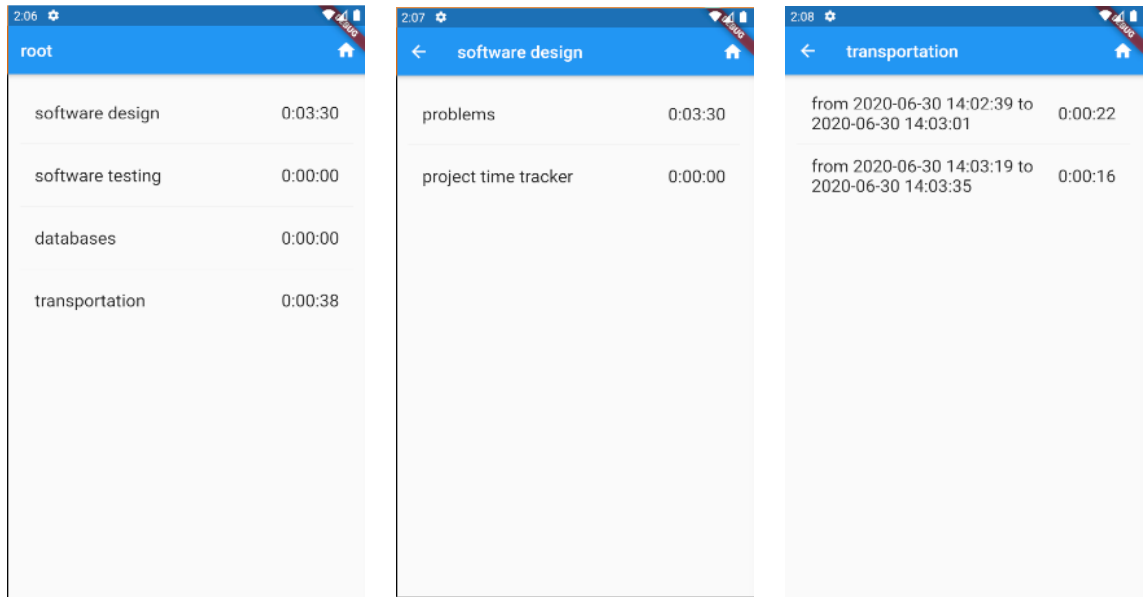 2:06
DEBUG
root
software design 0:03:30
software testing 0:00:00
databases 0:00:00
transportation 0:00:38
2:07
DEBUG
software design
problems 0:03:30
project time tracker 0:00:00
2:08
DEBUG
transportation
from 2020-06-30 14:02:39 to
2020-06-30 14:03:01
0:00:22
from 2020-06-30 14:03:19 to
2020-06-30 14:03:35
0:00:16